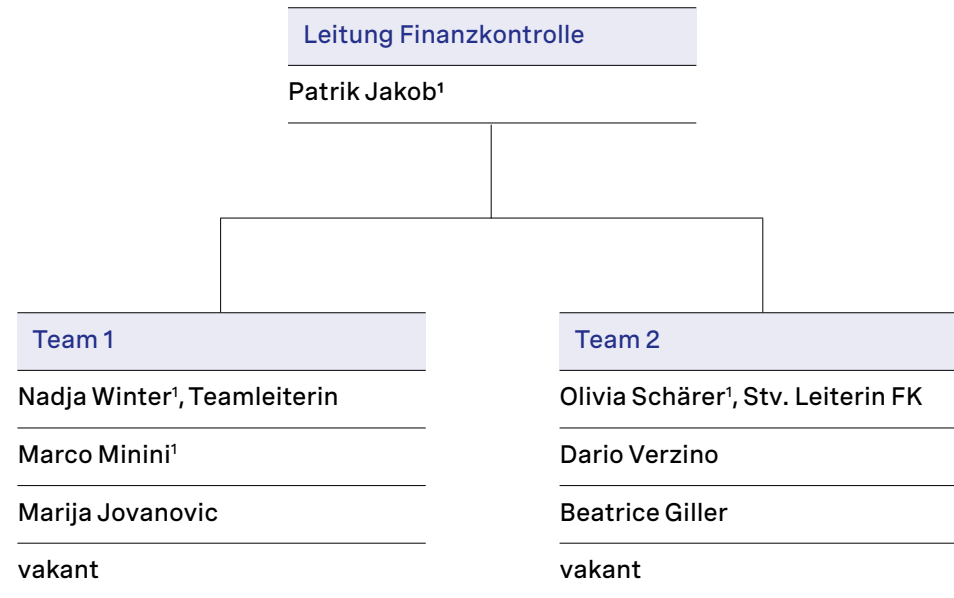 Leitung Finanzkontrolle
Patrik Jakob¹
Team 1
Nadja Winter¹, Teamleiterin
Marco Minini¹
Marija Jovanovic
vakant
Team 2
Olivia Schärer¹, Stv. Leiterin FK
Dario Verzino
Beatrice Giller
vakant